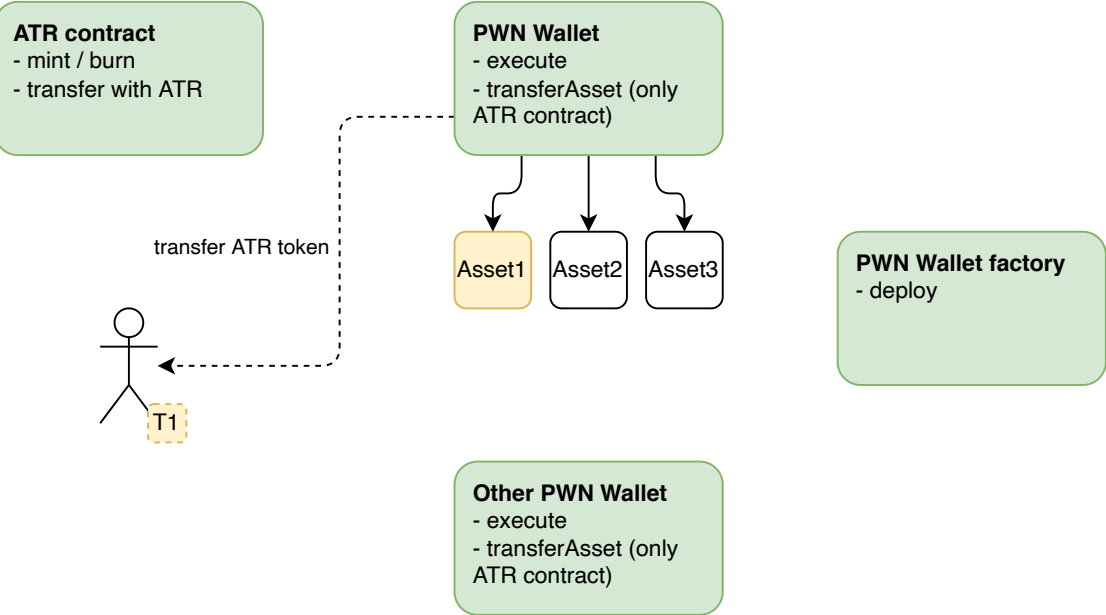 ATR contract
- mint / burn
- transfer with ATR
PWN Wallet
- execute
- transferAsset (only
ATR contract)
transfer ATR token
Asset1
Asset2
Asset3
PWN Wallet factory
- deploy
T1
Other PWN Wallet
- execute
- transferAsset (only
ATR contract)